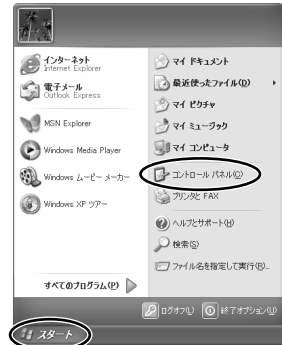 インターネット
Internet Explorer
電子メール
Outlook Express
MSN Explorer
Windows Media Player
Windows ムービー メーカー
Windows XP ツアー
すべてのプログラム(P)
マイ ドキュメント
最近使ったファイル(D)
マイ ピクチャ
マイ ミュージック
マイ コンピュータ
コントロール パネル(C)
プリンタと FAX
ヘルプとサポート(H)
検索(S)
ファイル名を指定して実行(R)...
ログオフ(L)
終了オプション(U)
スタート